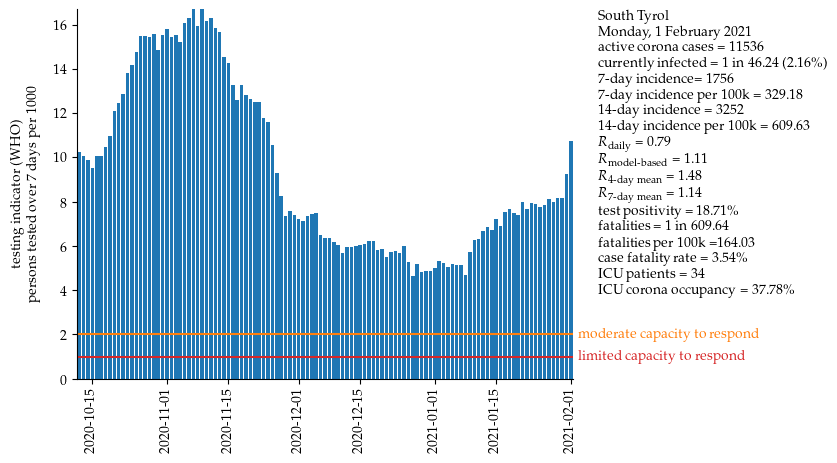 South Tyrol
Monday, 1 February 2021
active corona cases = 11536
currently infected = 1 in 46.24 (2.16%)
7-day incidence= 1756
7-day incidence per 100k = 329.18
14-day incidence = 3252
14-day incidence per 100k = 609.63
R daily = 0.79
R model-based = 1.11
R 4-day mean = 1.48
R 7-day mean = 1.14
test positivity = 18.71%
fatalities = 1 in 609.64
fatalities per 100k =164.03
case fatality rate = 3.54%
ICU patients = 34
ICU corona occupancy = 37.78%
moderate capacity to respond
limited capacity to respond
testing indicator (WHO)
persons tested over 7 days per 1000
16
14
12
10
8
6
4
2
0
2020-10-15
2020-11-01
2020-11-15
2020-12-01
2020-12-15
2021-01-01
2021-01-15
2021-02-01